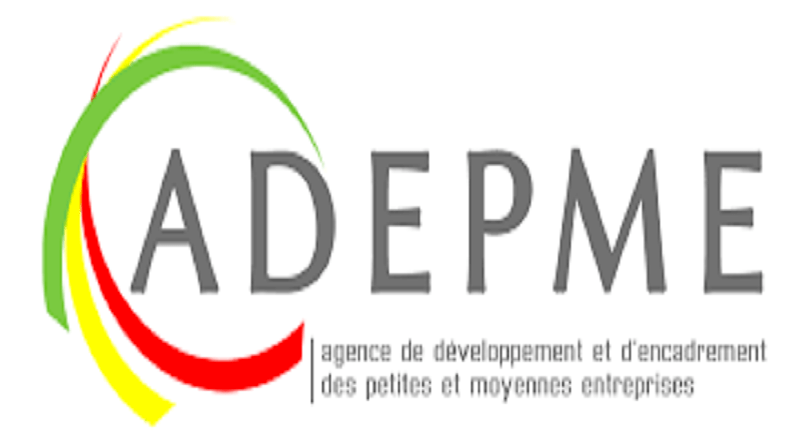 ADEPME
agence de développement et d'encadrement
des petites et moyennes entreprises